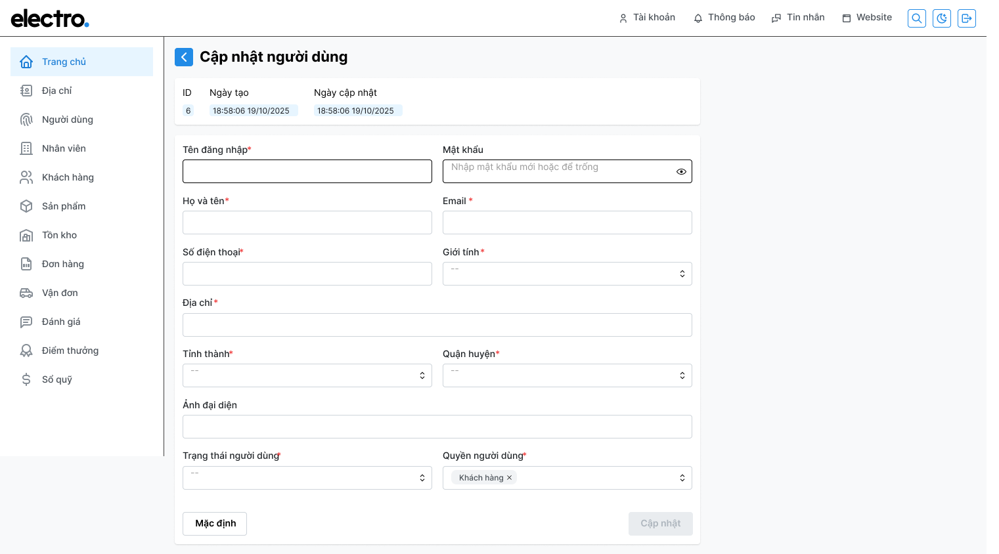 electro.
Tài khoản Thông báo Tin nhắn Website
Trang chủ
Địa chỉ
Người dùng
Nhân viên
Khách hàng
Sản phẩm
Tồn kho
Đơn hàng
Vận đơn
Đánh giá
Điểm thưởng
Sổ quỹ
Cập nhật người dùng
ID Ngày tạo Ngày cập nhật
6 18:58:06 19/10/2025 18:58:06 19/10/2025
Tên đăng nhập* Mật khẩu
Nhập mật khẩu mới hoặc để trống
Họ và tên* Email *
Số điện thoại* Giới tính*
--
Địa chỉ*
Tỉnh thành* Quận huyện*
-- --
Ảnh đại diện
Trạng thái người dùng* Quyền người dùng*
-- Khách hàng ×
Mặc định Cập nhật